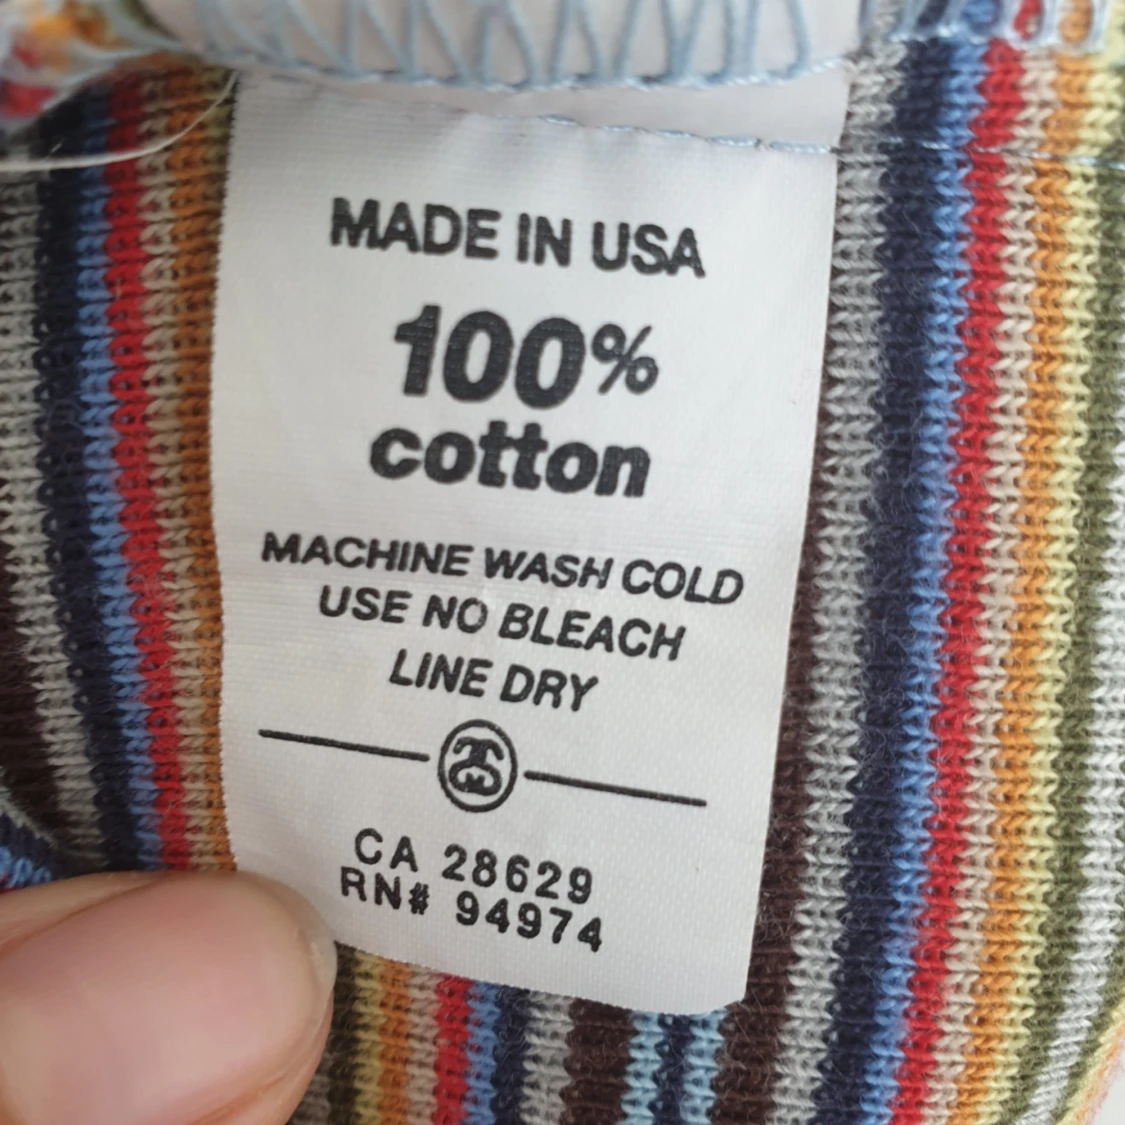 MADE IN USA
100%
cotton
MACHINE WASH COLD
USE NO BLEACH
LINE DRY
CA 28629
RN# 94974